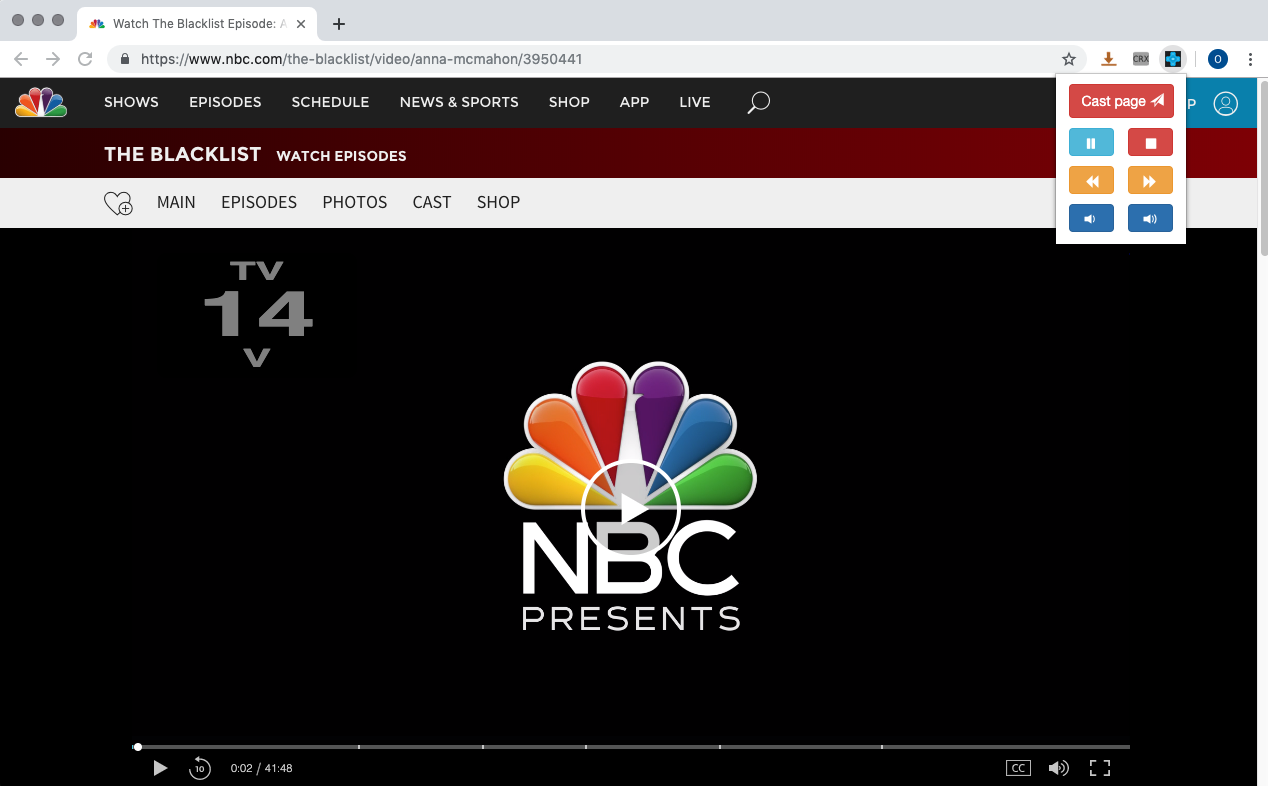 Watch The Blacklist Episode: A
https://www.nbc.com/the-blacklist/video/anna-mcmahon/3950441
CRX
O
SHOWS EPISODES SCHEDULE NEWS & SPORTS SHOP APP LIVE
P
Cast page
THE BLACKLIST WATCH EPISODES
MAIN EPISODES PHOTOS CAST SHOP
TV
14
V
NBC
PRESENTS
10
0:02 / 41:48
CC